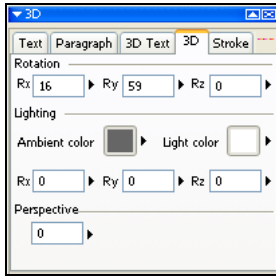 3D
Text Paragraph 3D Text 3D Stroke
Rotation
Rx 16 Ry 59 Rz 0
Lighting
Ambient color Light color
Rx 0 Ry 0 Rz 0
Perspective
0